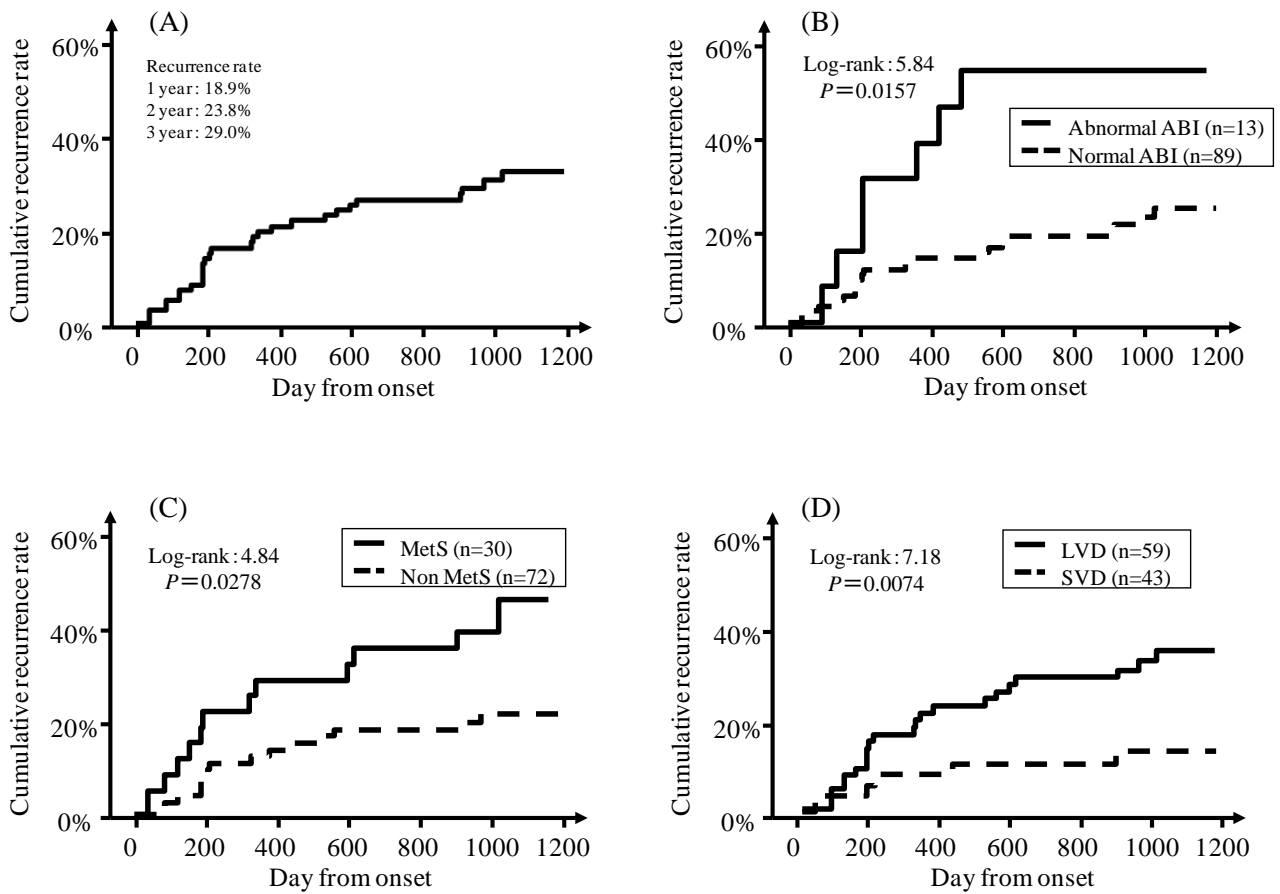 (A)
Cumulative recurrence rate
60%
40%
20%
0%
Recurrence rate
1 year : 18.9%
2 year : 23.8%
3 year : 29.0%
0 200 400 600 800 1000 1200
Day from onset
(B)
Cumulative recurrence rate
60%
40%
20%
0%
Log-rank : 5.84
P=0.0157
Abnormal ABI (n=13)
Normal ABI (n=89)
0 200 400 600 800 1000 1200
Day from onset
(C)
Cumulative recurrence rate
60%
40%
20%
0%
Log-rank : 4.84
P=0.0278
MetS (n=30)
Non MetS (n=72)
0 200 400 600 800 1000 1200
Day from onset
(D)
Cumulative recurrence rate
60%
40%
20%
0%
Log-rank : 7.18
P=0.0074
LVD (n=59)
SVD (n=43)
0 200 400 600 800 1000 1200
Day from onset